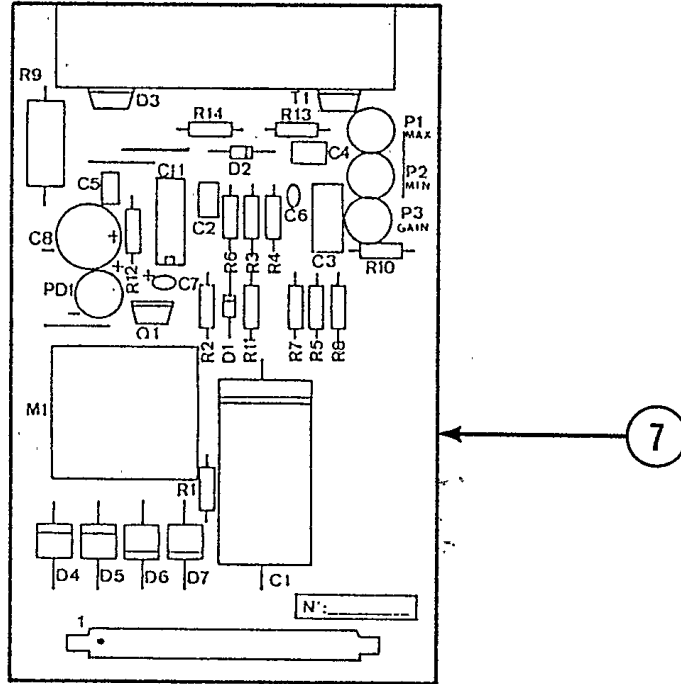 R9
D3
T1
R14
R13
P1
MAX
C4
D2
P2
MIN
C5
CI1
C2
C6
P3
GAIN
C8
+
R12
R6
R3
R4
C3
R10
-
+
+
C7
PD1
-
Q1
R2
D1
R11
R7
R5
R8
M1
7
R1
D4
D5
D6
D7
C1
N°:
1